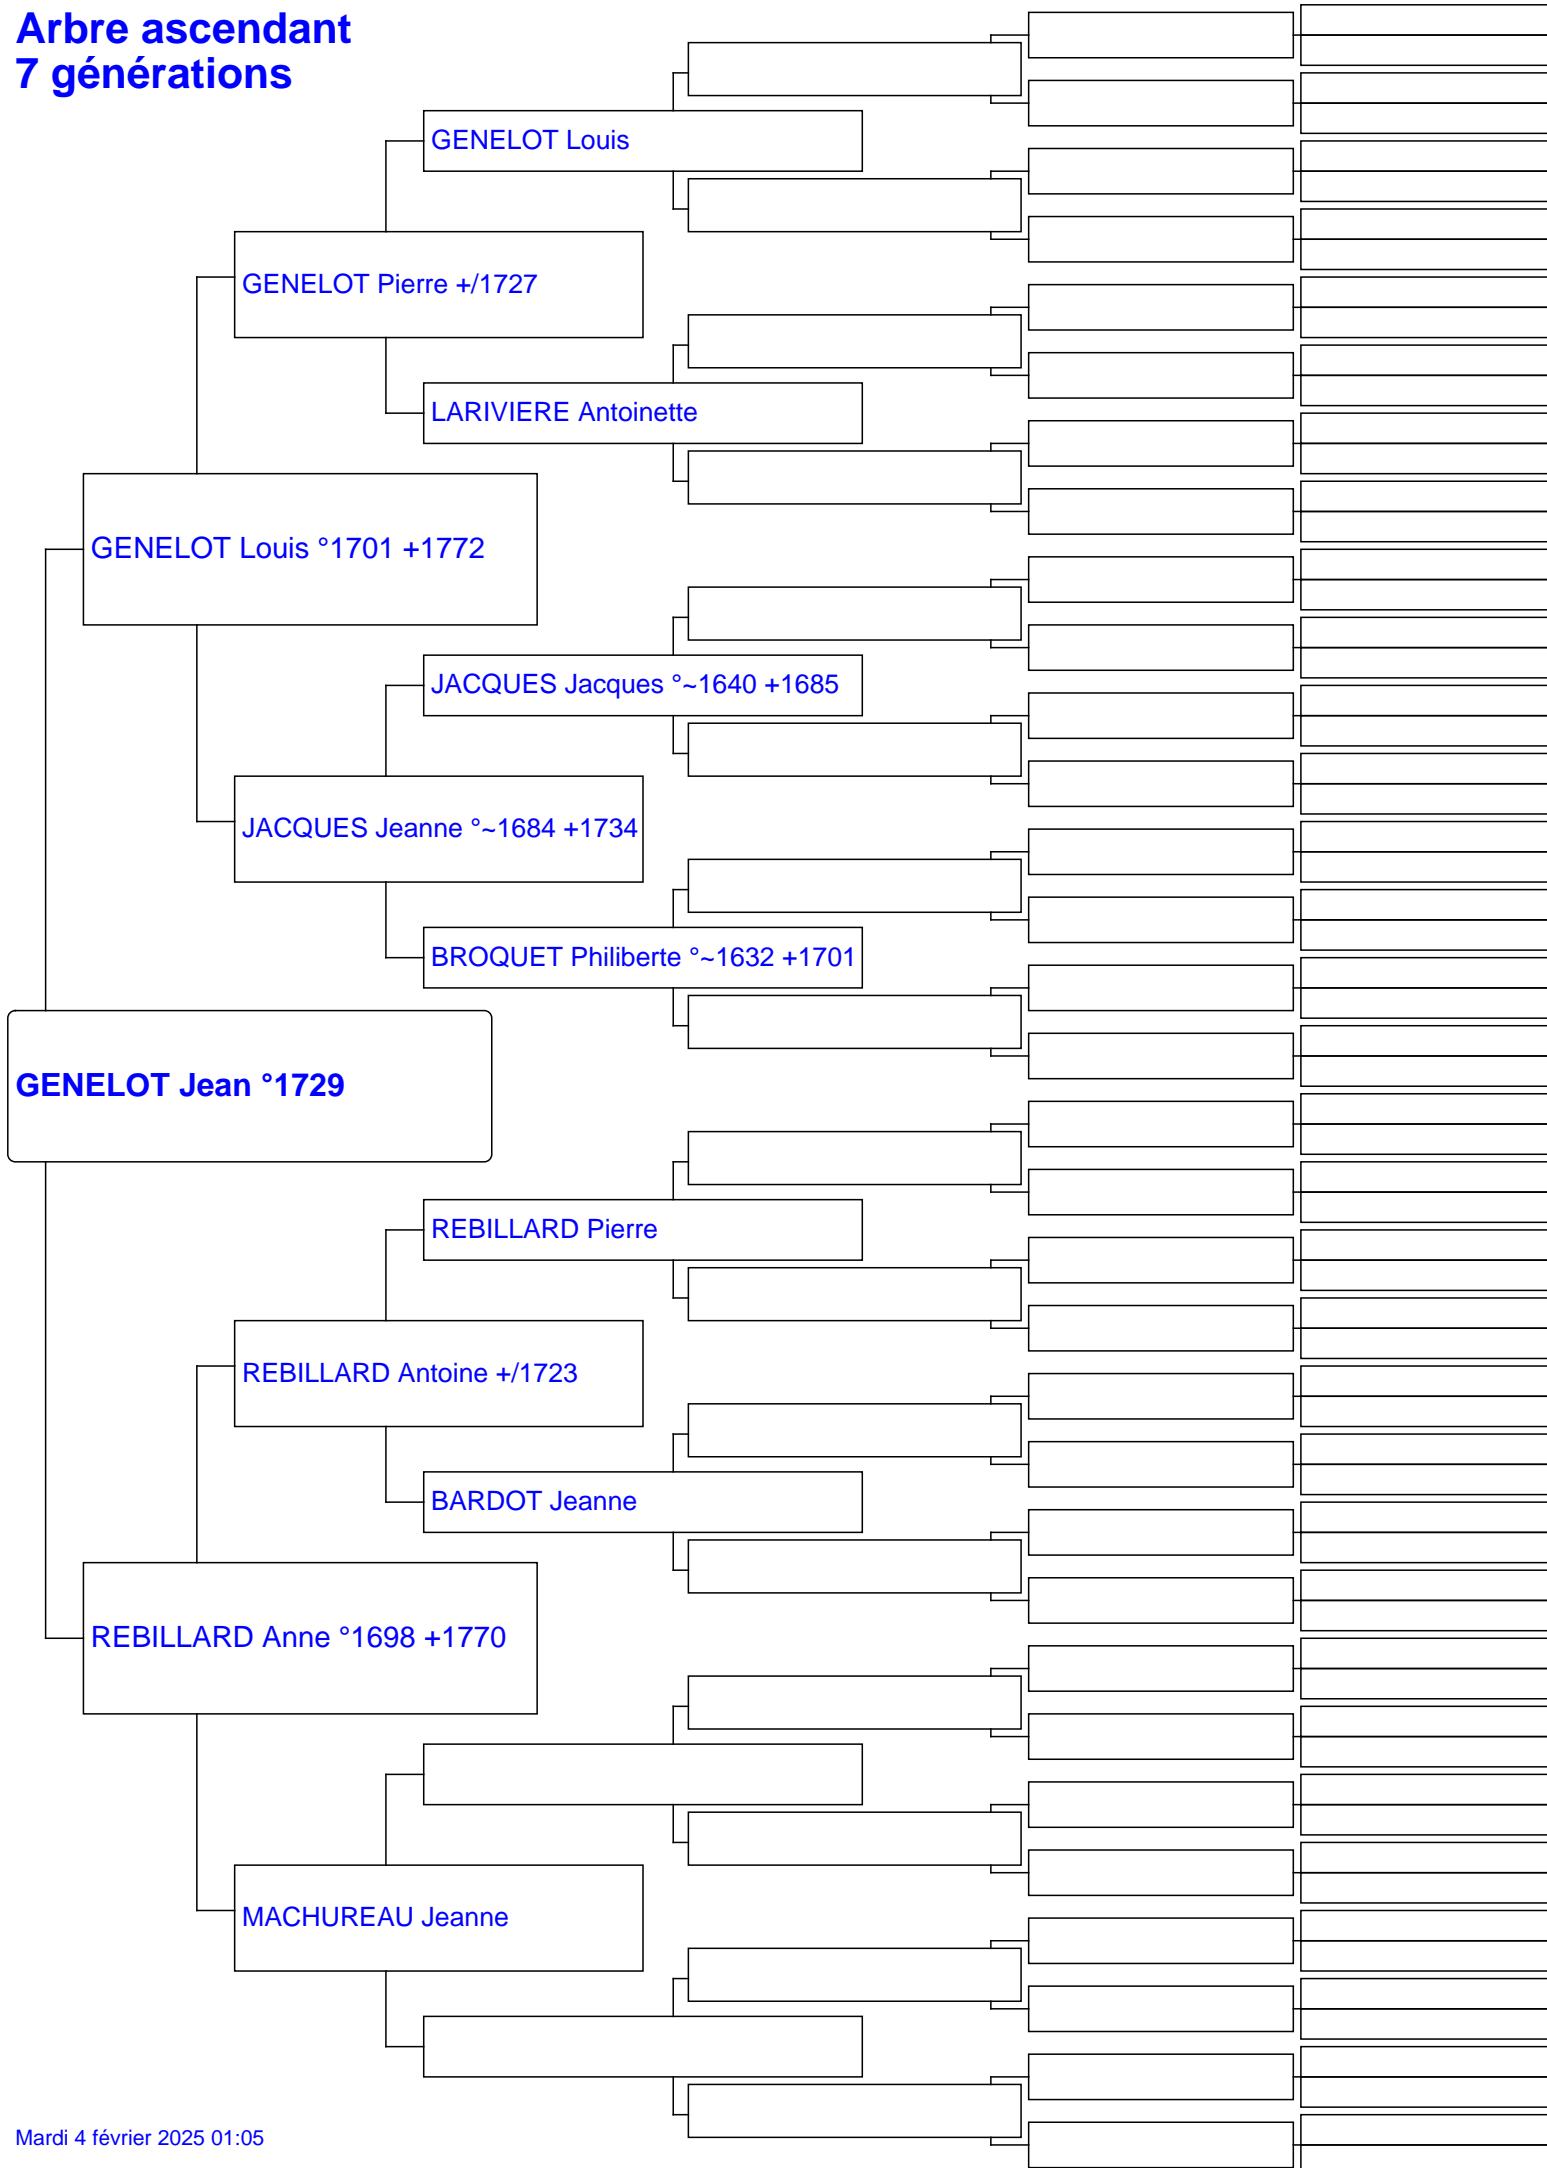 Arbre ascendant
7 générations
GENELOT Louis
GENELOT Pierre +/1727
LARIVIERE Antoinette
GENELOT Louis °1701 +1772
JACQUES Jacques °~1640 +1685
JACQUES Jeanne °~1684 +1734
BROQUET Philiberte °~1632 +1701
GENELOT Jean °1729
REBILLARD Pierre
REBILLARD Antoine +/1723
BARDOT Jeanne
REBILLARD Anne °1698 +1770
MACHUREAU Jeanne
Mardi 4 février 2025 01:05